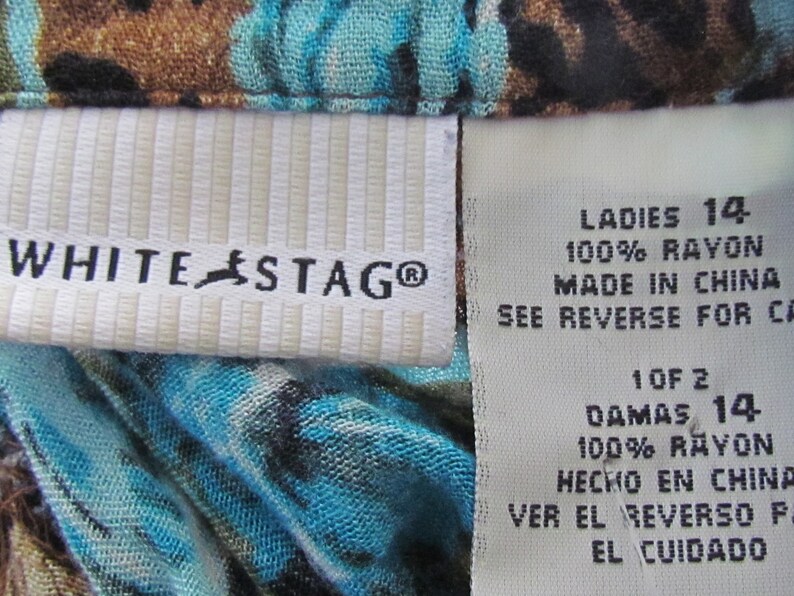 WHITE STAG®
LADIES 14
100% RAYON
MADE IN CHINA
SEE REVERSE FOR
1 OF 2
DAMAS 14
100% RAYON
HECHO EN CHINA
VER EL REVERSO
EL CUIDADO